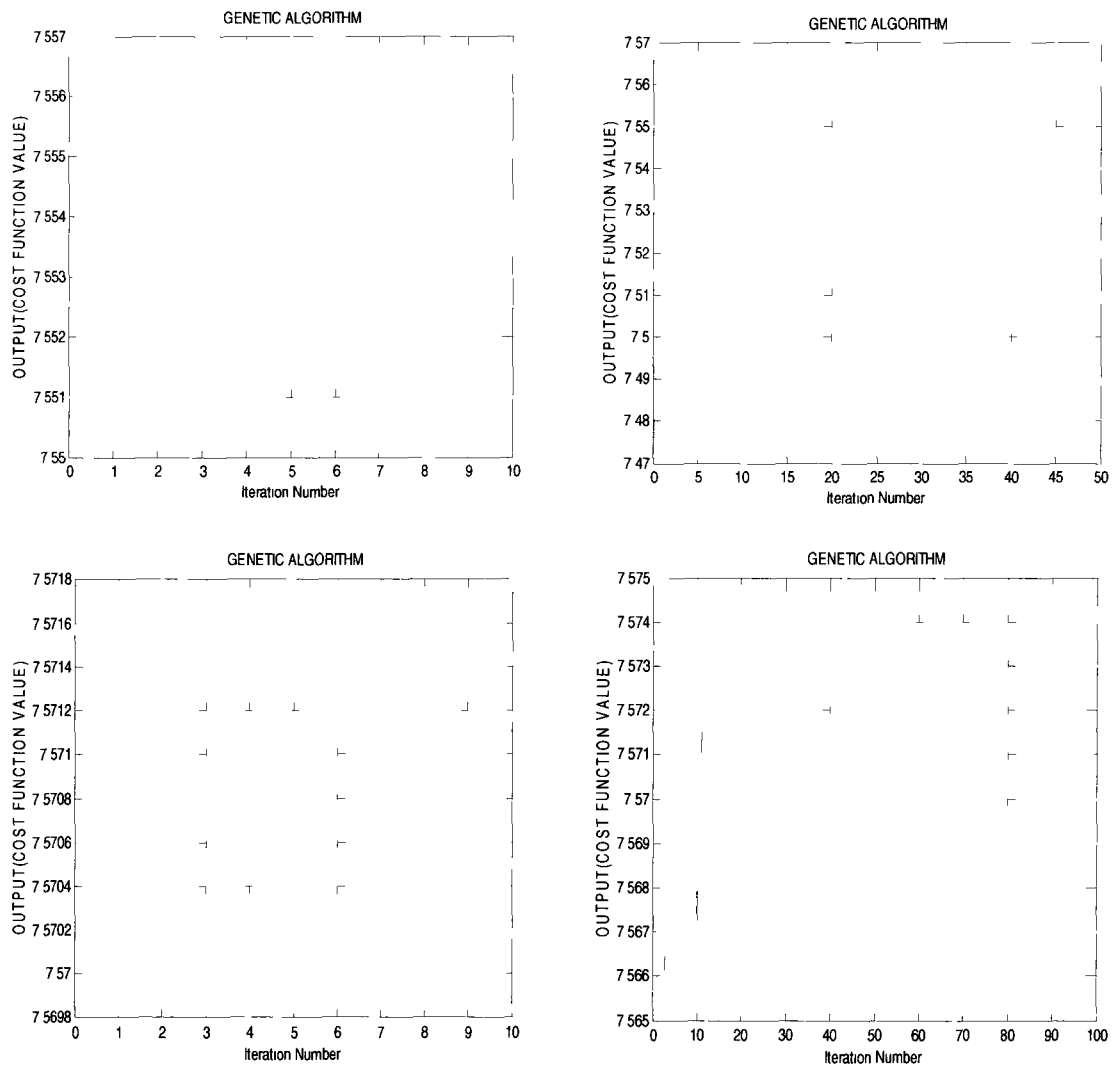 GENETIC ALGORITHM
OUTPUT(COST FUNCTION VALUE)
7 557
7 556
7 555
7 554
7 553
7 552
7 551
7 55
0 1 2 3 4 5 6 7 8 9 10
Iteration Number
GENETIC ALGORITHM
OUTPUT(COST FUNCTION VALUE)
7 57
7 56
7 55
7 54
7 53
7 52
7 51
7 5
7 49
7 48
7 47
0 5 10 15 20 25 30 35 40 45 50
Iteration Number
GENETIC ALGORITHM
OUTPUT(COST FUNCTION VALUE)
7 5718
7 5716
7 5714
7 5712
7 571
7 5708
7 5706
7 5704
7 5702
7 57
7 5698
0 1 2 3 4 5 6 7 8 9 10
Iteration Number
GENETIC ALGORITHM
OUTPUT(COST FUNCTION VALUE)
7 575
7 574
7 573
7 572
7 571
7 57
7 569
7 568
7 567
7 566
7 565
0 10 20 30 40 50 60 70 80 90 100
Iteration Number